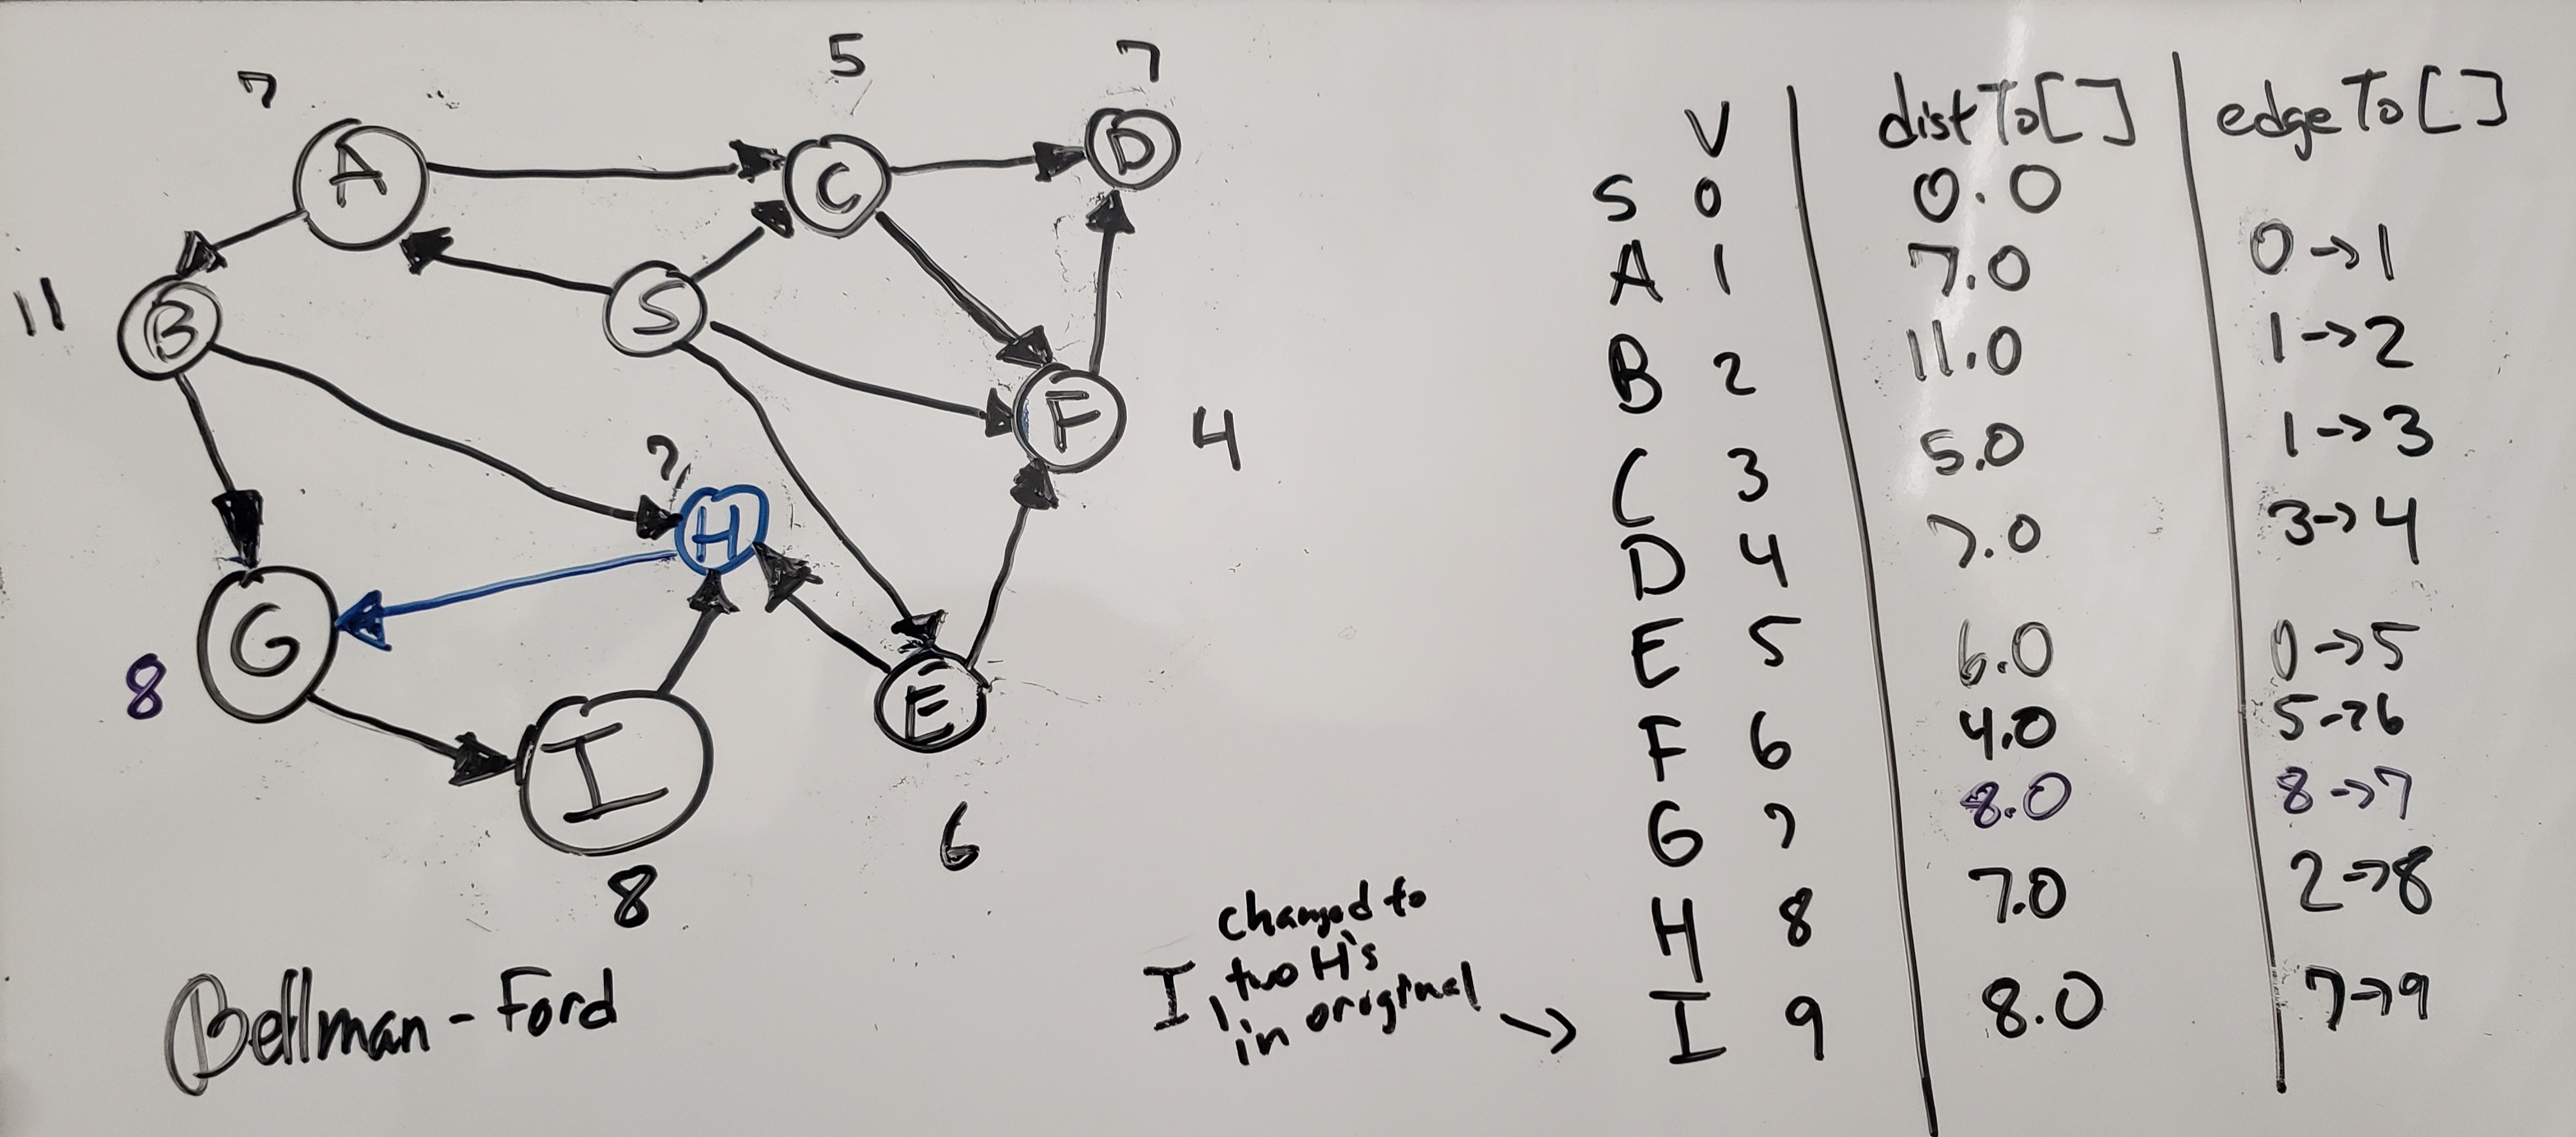 7
5
7
A
C
D
11
B
S
F
4
7
H
G
8
E
I
6
8
Bellman-Ford
I, changed to
two H's
in original
→
V distTo[] edgeTo[]
S 0 0.0
A 1 7.0 0→1
B 2 11.0 1→2
C 3 5.0 1→3
D 4 7.0 3→4
E 5 6.0 0→5
F 6 4.0 5→6
G 7 8.0 8→7
H 8 7.0 2→8
I 9 8.0 7→9